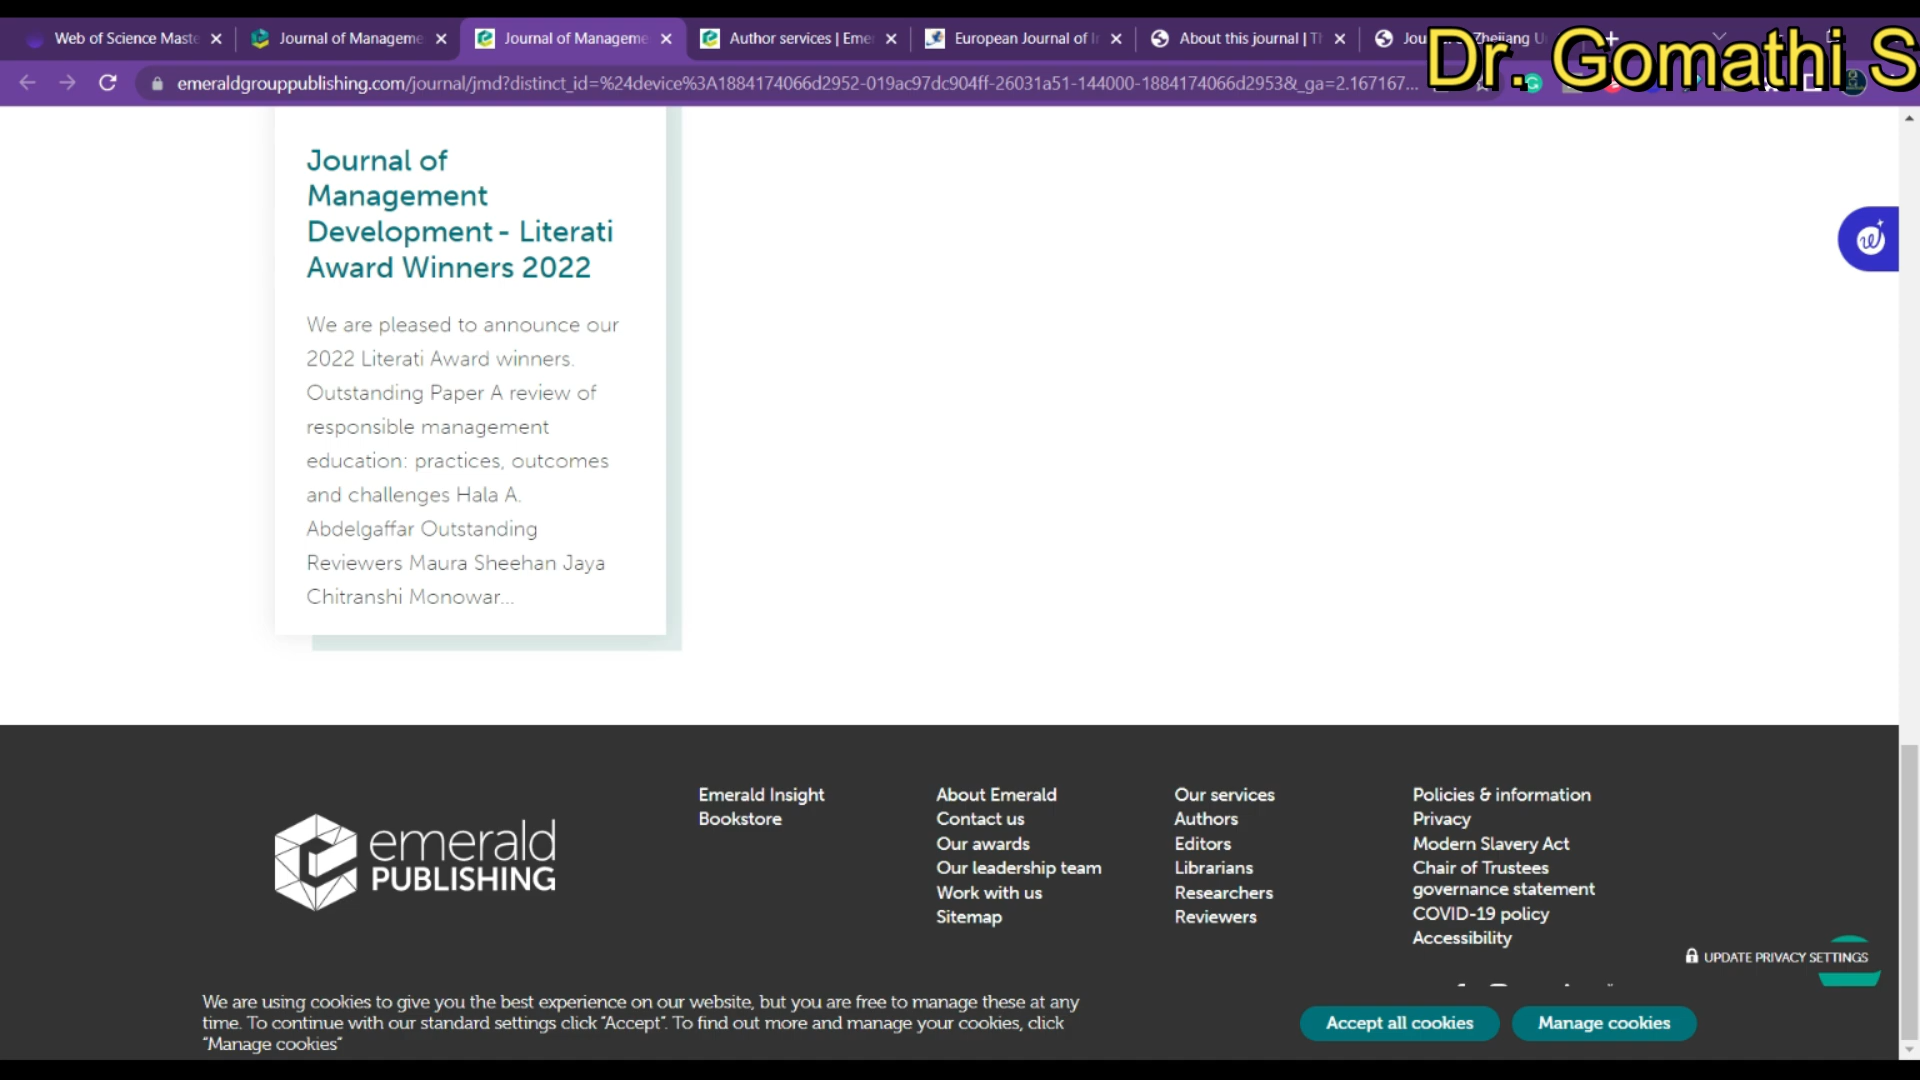 Web of Science Maste
Journal of Manageme
Journal of Manageme
Author services | Eme
European Journal of I
About this journal | T
Jou
Zhejiang U
Dr. Gomathi S
emeraldgrouppublishing.com/journal/jmd?distinct_id=%24device%3A1884174066d2952-019ac97dc904ff-26031a51-144000-1884174066d2953&_ga=2.167167...
Journal of
Management
Development - Literati
Award Winners 2022
We are pleased to announce our
2022 Literati Award winners.
Outstanding Paper A review of
responsible management
education: practices, outcomes
and challenges Hala A.
Abdelgaffar Outstanding
Reviewers Maura Sheehan Jaya
Chitranshi Monowar...
emerald
PUBLISHING
Emerald Insight
Bookstore
About Emerald
Contact us
Our awards
Our leadership team
Work with us
Sitemap
Our services
Authors
Editors
Librarians
Researchers
Reviewers
Policies & information
Privacy
Modern Slavery Act
Chair of Trustees
governance statement
COVID-19 policy
Accessibility
UPDATE PRIVACY SETTINGS
We are using cookies to give you the best experience on our website, but you are free to manage these at any
time. To continue with our standard settings click "Accept". To find out more and manage your cookies, click
"Manage cookies"
Accept all cookies
Manage cookies